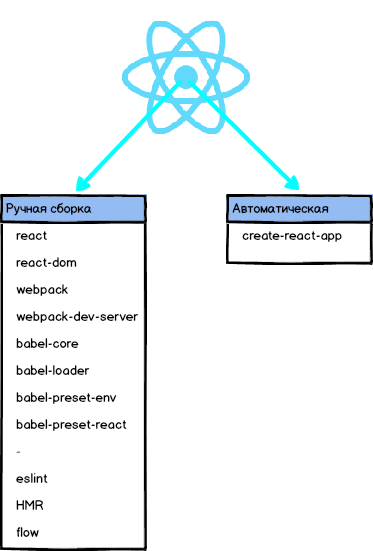 Ручная сборка
react
react-dom
webpack
webpack-dev-server
babel-core
babel-loader
babel-preset-env
babel-preset-react
-
eslint
HMR
flow
Автоматическая
create-react-app